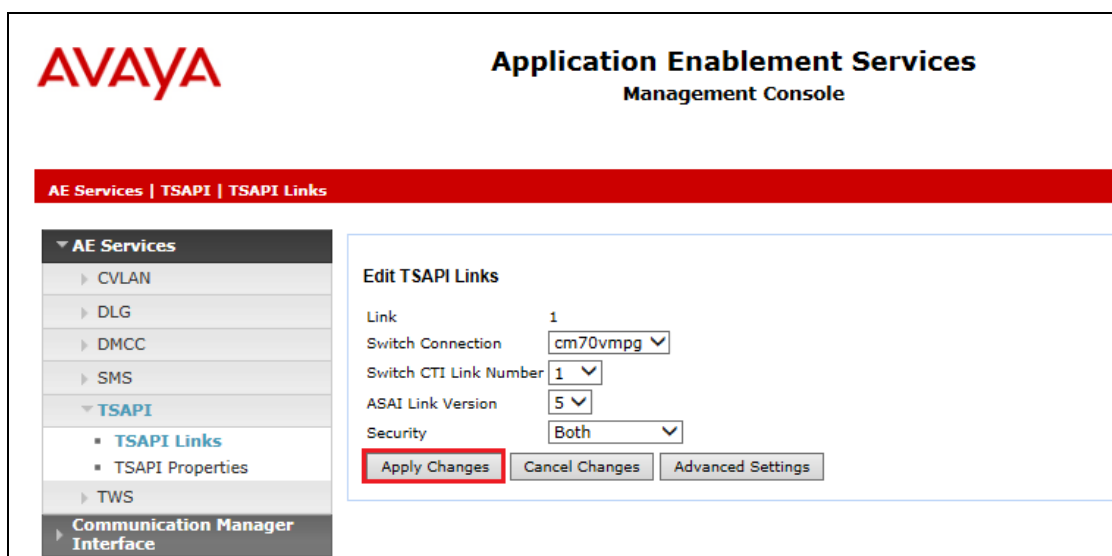 AVAYA
Application Enablement Services
Management Console
AE Services | TSAPI | TSAPI Links
AE Services
CVLAN
DLG
DMCC
SMS
TSAPI
TSAPI Links
TSAPI Properties
TWS
Communication Manager
Interface
Edit TSAPI Links
Link 1
Switch Connection cm70vmpg
Switch CTI Link Number 1
ASAI Link Version 5
Security Both
Apply Changes Cancel Changes Advanced Settings